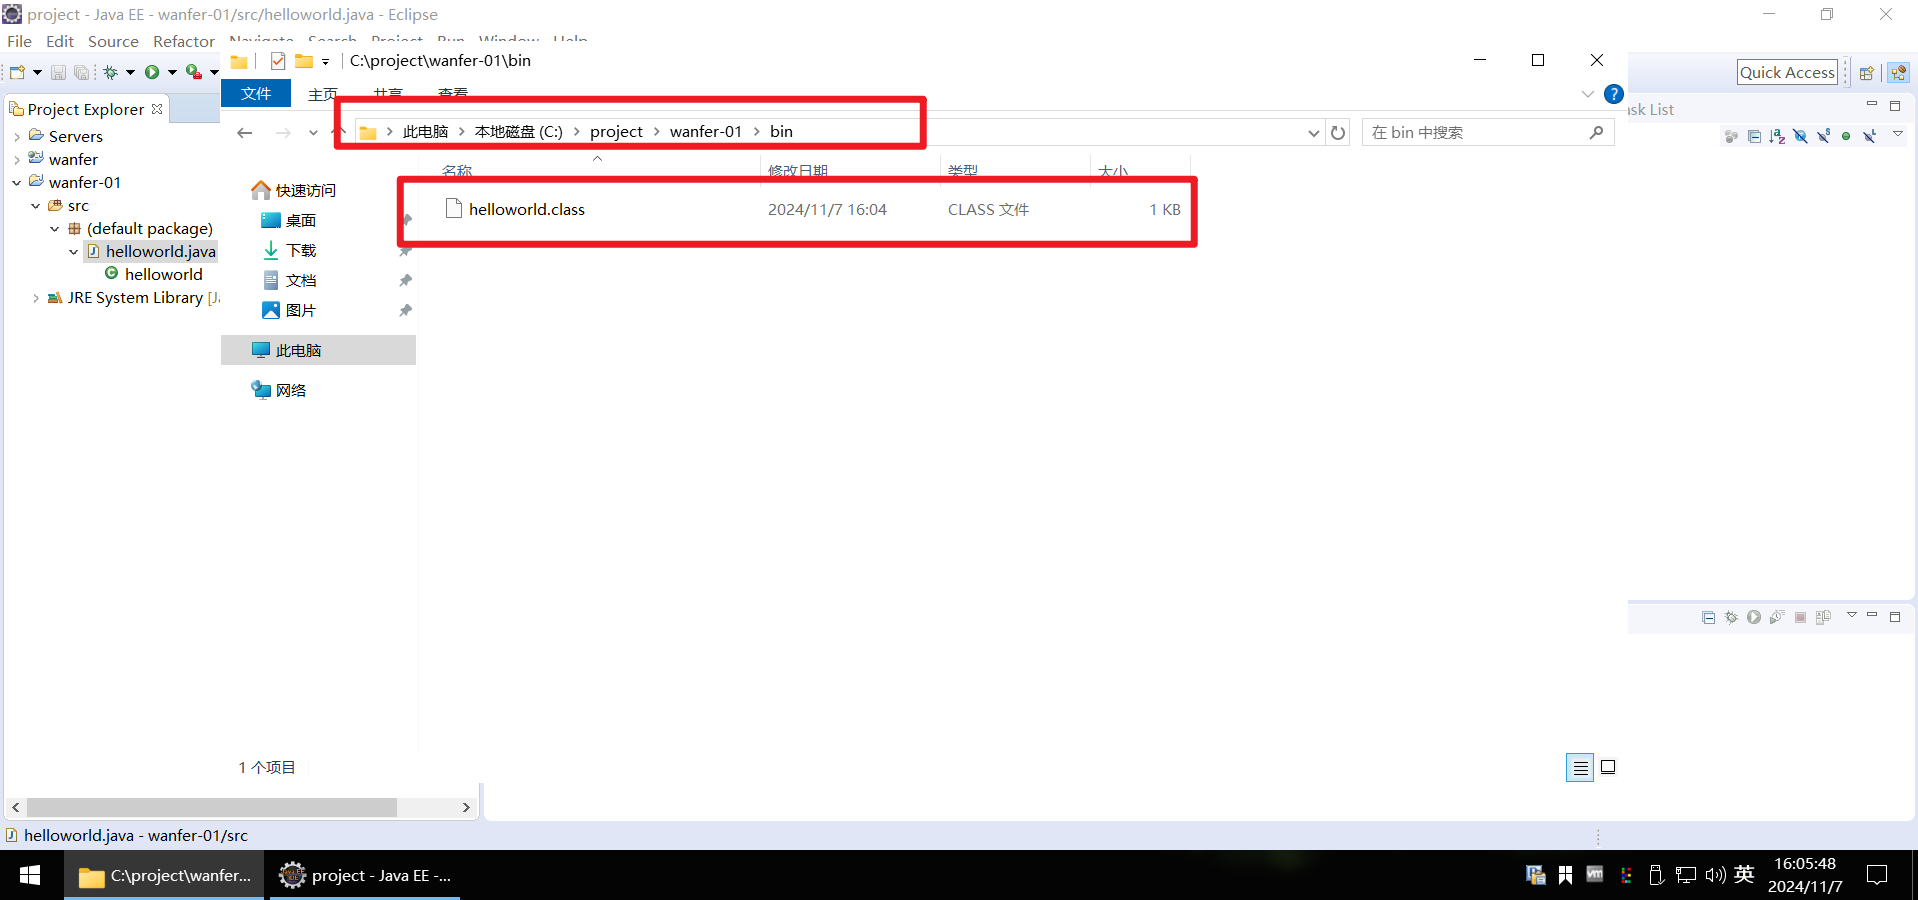 project - Java EE - wanfer-01/src/helloworld.java - Eclipse
File Edit Source Refactor Navigate Search Project Run Window Help
C:\project\wanfer-01\bin
Quick Access
文件 主页 共享 查看
Project Explorer
ask List
此电脑 本地磁盘 (C:) project wanfer-01 bin
在 bin 中搜索
Servers
wanfer
wanfer-01
src
(default package)
helloworld.java
helloworld
JRE System Library [Ja
名称 修改日期 类型 大小
helloworld.class 2024/11/7 16:04 CLASS 文件 1 KB
快速访问
桌面
下载
文档
图片
此电脑
网络
1 个项目
helloworld.java - wanfer-01/src
C:\project\wanfer...
project - Java EE -...
英
16:05:48
2024/11/7